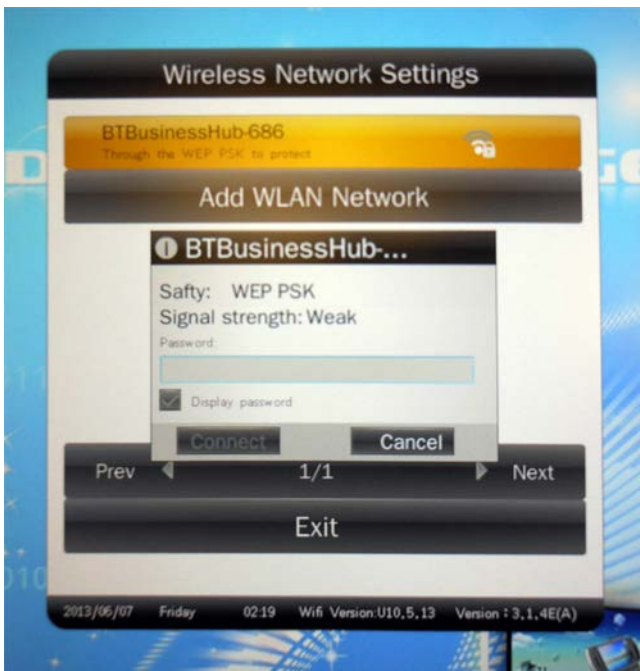 Wireless Network Settings
BTBusinessHub-686
Through the WEP PSK to protect
Add WLAN Network
BTBusinessHub-...
Safty: WEP PSK
Signal strength: Weak
Password:
Display password
Connect Cancel
Prev 1/1 Next
Exit
2013/06/07 Friday 02:19 Wifi Version:U10,5,13 Version:3,1,4E(A)